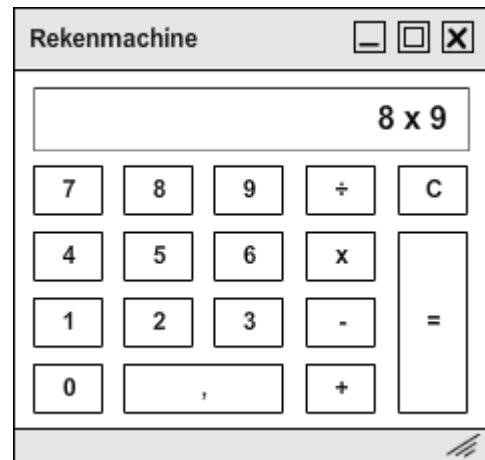 Rekenmachine
8 x 9
7 8 9 ÷ C
4 5 6 x
1 2 3 - =
0 , +